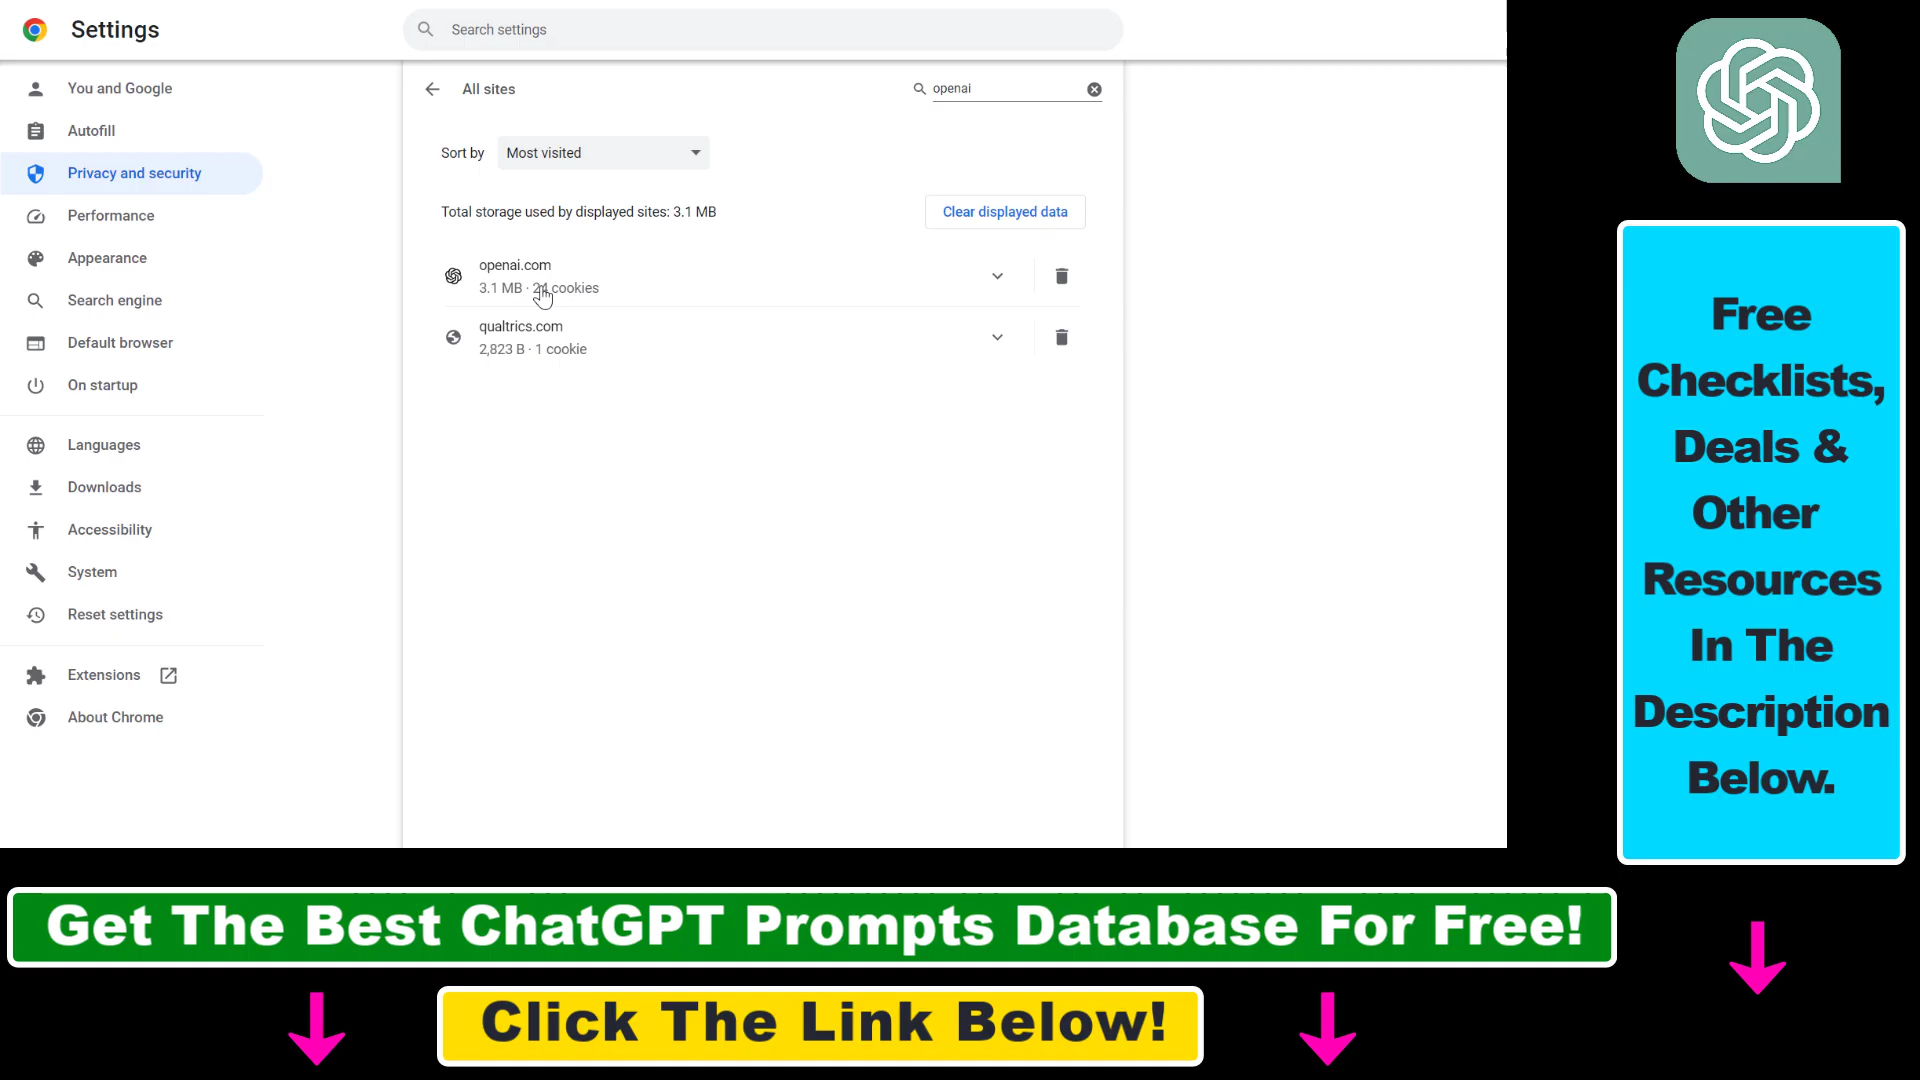 Settings
Search settings
You and Google
Autofill
Privacy and security
Performance
Appearance
Search engine
Default browser
On startup
Languages
Downloads
Accessibility
System
Reset settings
Extensions
About Chrome
All sites
openai
Sort by Most visited
Total storage used by displayed sites: 3.1 MB
Clear displayed data
openai.com
3.1 MB · 24 cookies
qualtrics.com
2,823 B · 1 cookie
Free
Checklists,
Deals &
Other
Resources
In The
Description
Below.
Get The Best ChatGPT Prompts Database For Free!
Click The Link Below!